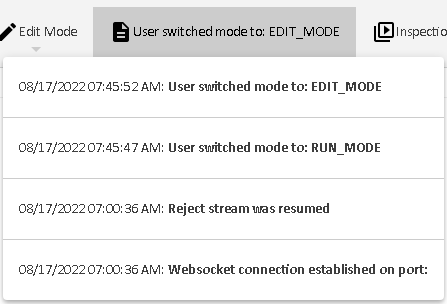 Edit Mode User switched mode to: EDIT_MODE Inspectio
08/17/2022 07:45:52 AM: User switched mode to: EDIT_MODE
08/17/2022 07:45:47 AM: User switched mode to: RUN_MODE
08/17/2022 07:00:36 AM: Reject stream was resumed
08/17/2022 07:00:36 AM: Websocket connection established on port: